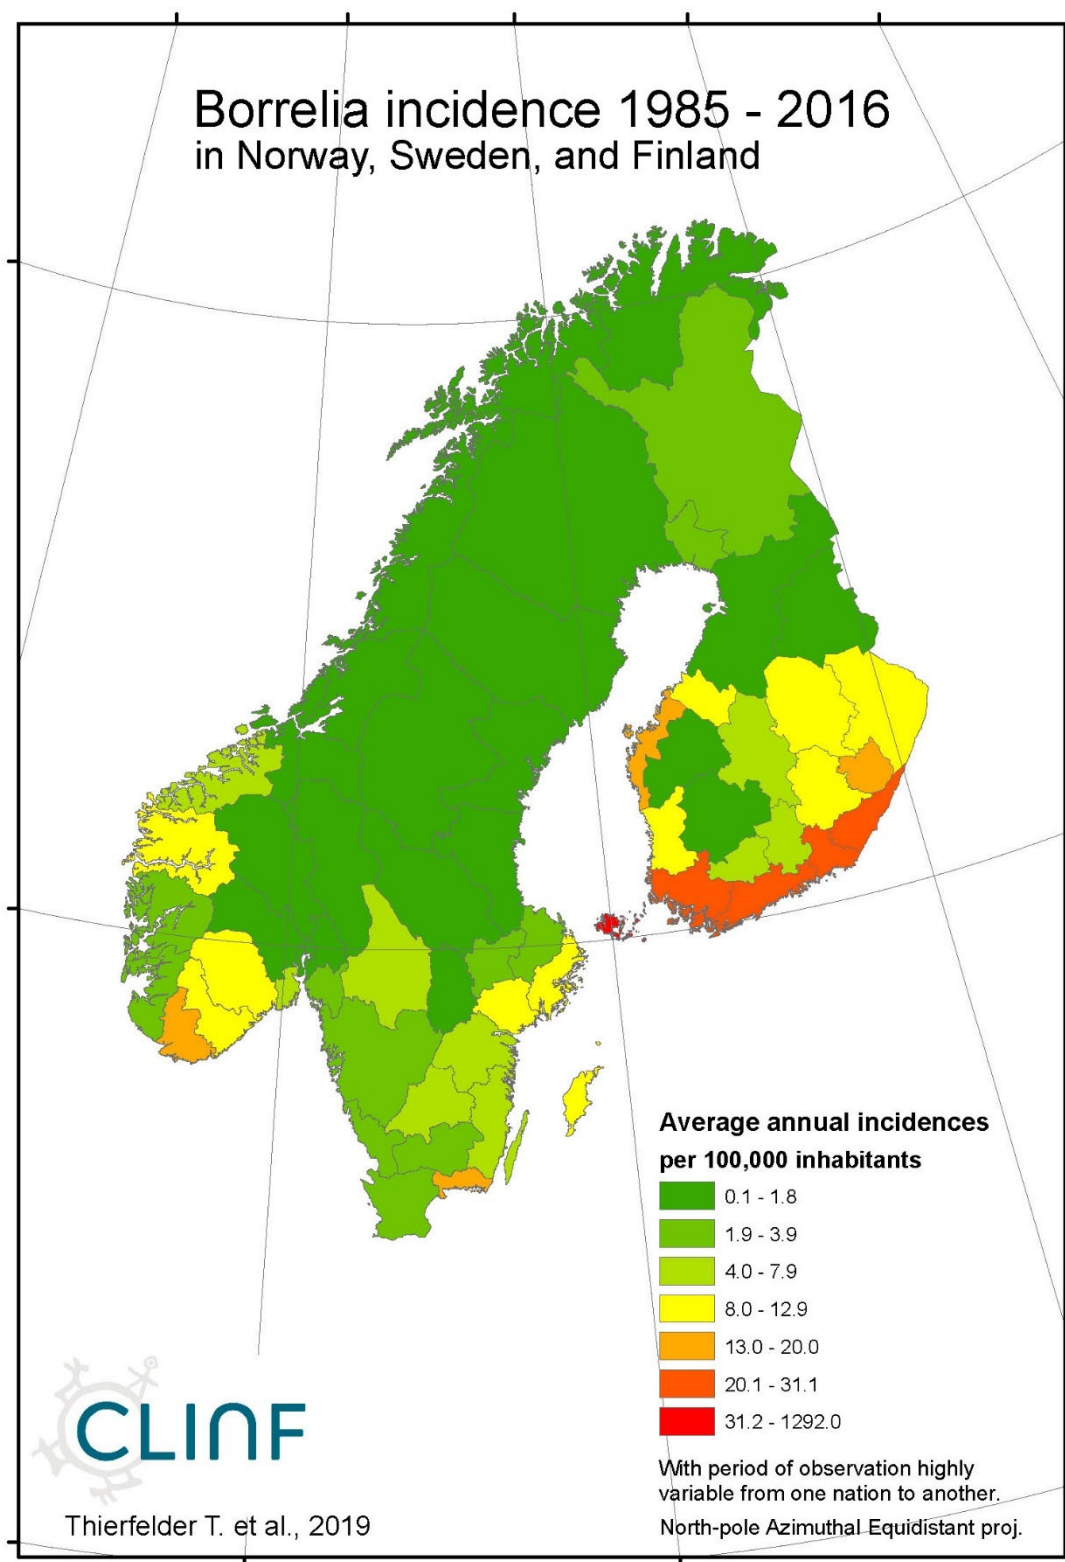 Borrelia incidence 1985 - 2016
in Norway, Sweden, and Finland
Average annual incidences
per 100,000 inhabitants
0.1 - 1.8
1.9 - 3.9
4.0 - 7.9
8.0 - 12.9
13.0 - 20.0
20.1 - 31.1
31.2 - 1292.0
With period of observation highly
variable from one nation to another.
North-pole Azimuthal Equidistant proj.
CLINF
Thierfelder T. et al., 2019